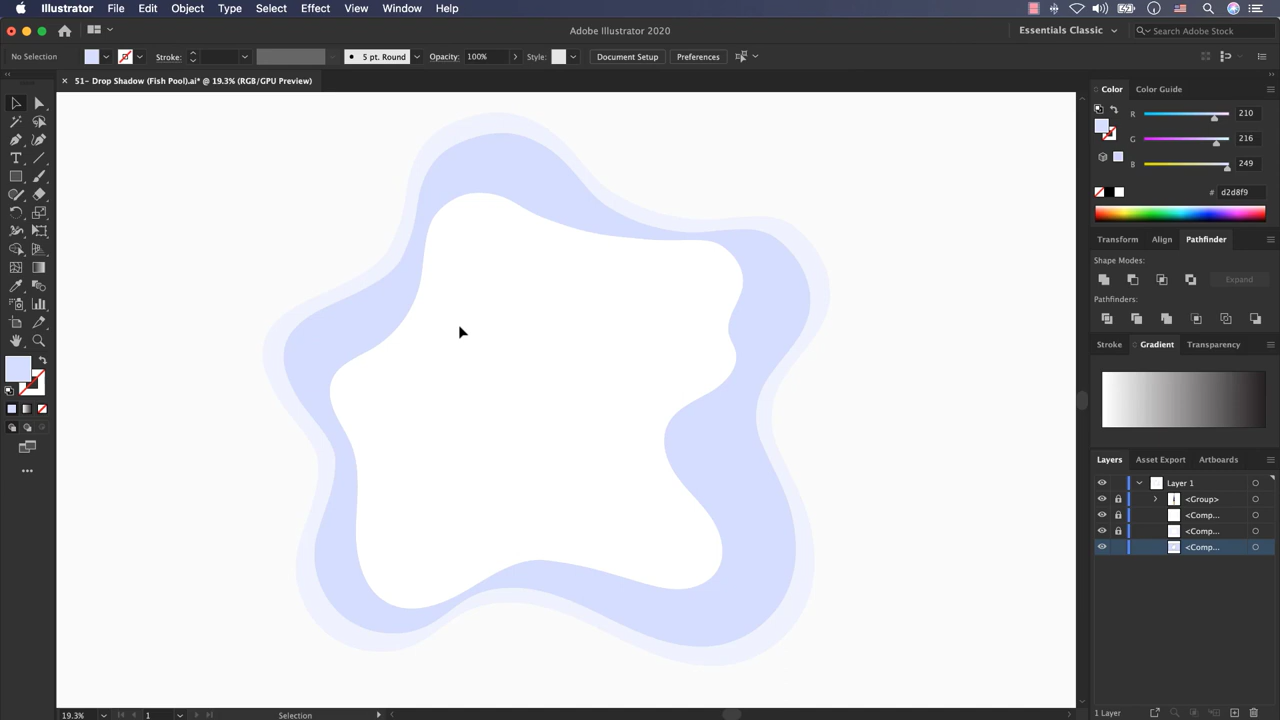 Illustrator File Edit Object Type Select Effect View Window Help
Adobe Illustrator 2020
Essentials Classic
Search Adobe Stock
No Selection
Stroke:
5 pt. Round
Opacity: 100%
Style:
Document Setup
Preferences
51- Drop Shadow (Fish Pool).ai* @ 19.3% (RGB/GPU Preview)
Color Color Guide
R 210
G 216
B 249
# d2d8f9
Transform Align Pathfinder
Shape Modes:
Expand
Pathfinders:
Stroke Gradient Transparency
Layers Asset Export Artboards
Layer 1
<Group>
<Comp...
<Comp...
<Comp...
19.3% 1 Selection
1 Layer